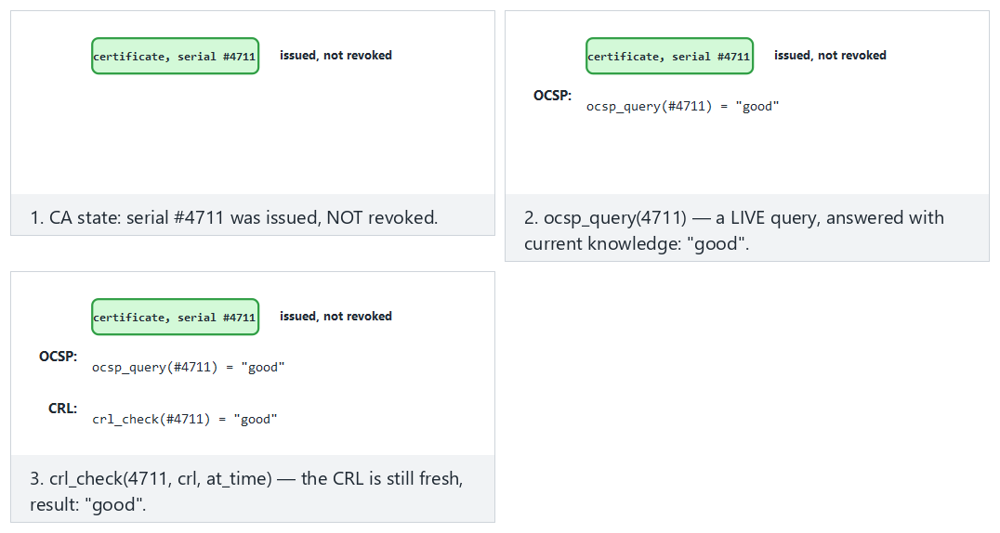 certificate, serial #4711 issued, not revoked
1. CA state: serial #4711 was issued, NOT revoked.
certificate, serial #4711 issued, not revoked
OCSP: ocsp_query(#4711) = "good"
2. ocsp_query(4711) — a LIVE query, answered with
current knowledge: "good".
certificate, serial #4711 issued, not revoked
OCSP: ocsp_query(#4711) = "good"
CRL: crl_check(#4711) = "good"
3. crl_check(4711, crl, at_time) — the CRL is still fresh,
result: "good".